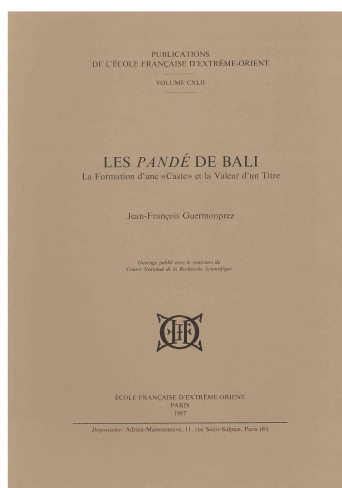 PUBLICATIONS
DE L'ÉCOLE FRANÇAISE D'EXTRÊME-ORIENT
VOLUME CXLII
LES PANDÉ DE BALI
La Formation d'une «Caste» et la Valeur d'un Titre
Jean-François Guermonprez
Ouvrage publié avec le concours du
Centre National de la Recherche Scientifique
ÉCOLE FRANÇAISE D'EXTRÊME-ORIENT
PARIS
1987
Dépositaire: Adrien-Maisonneuve, 11, rue Saint-Sulpice, Paris (6e)